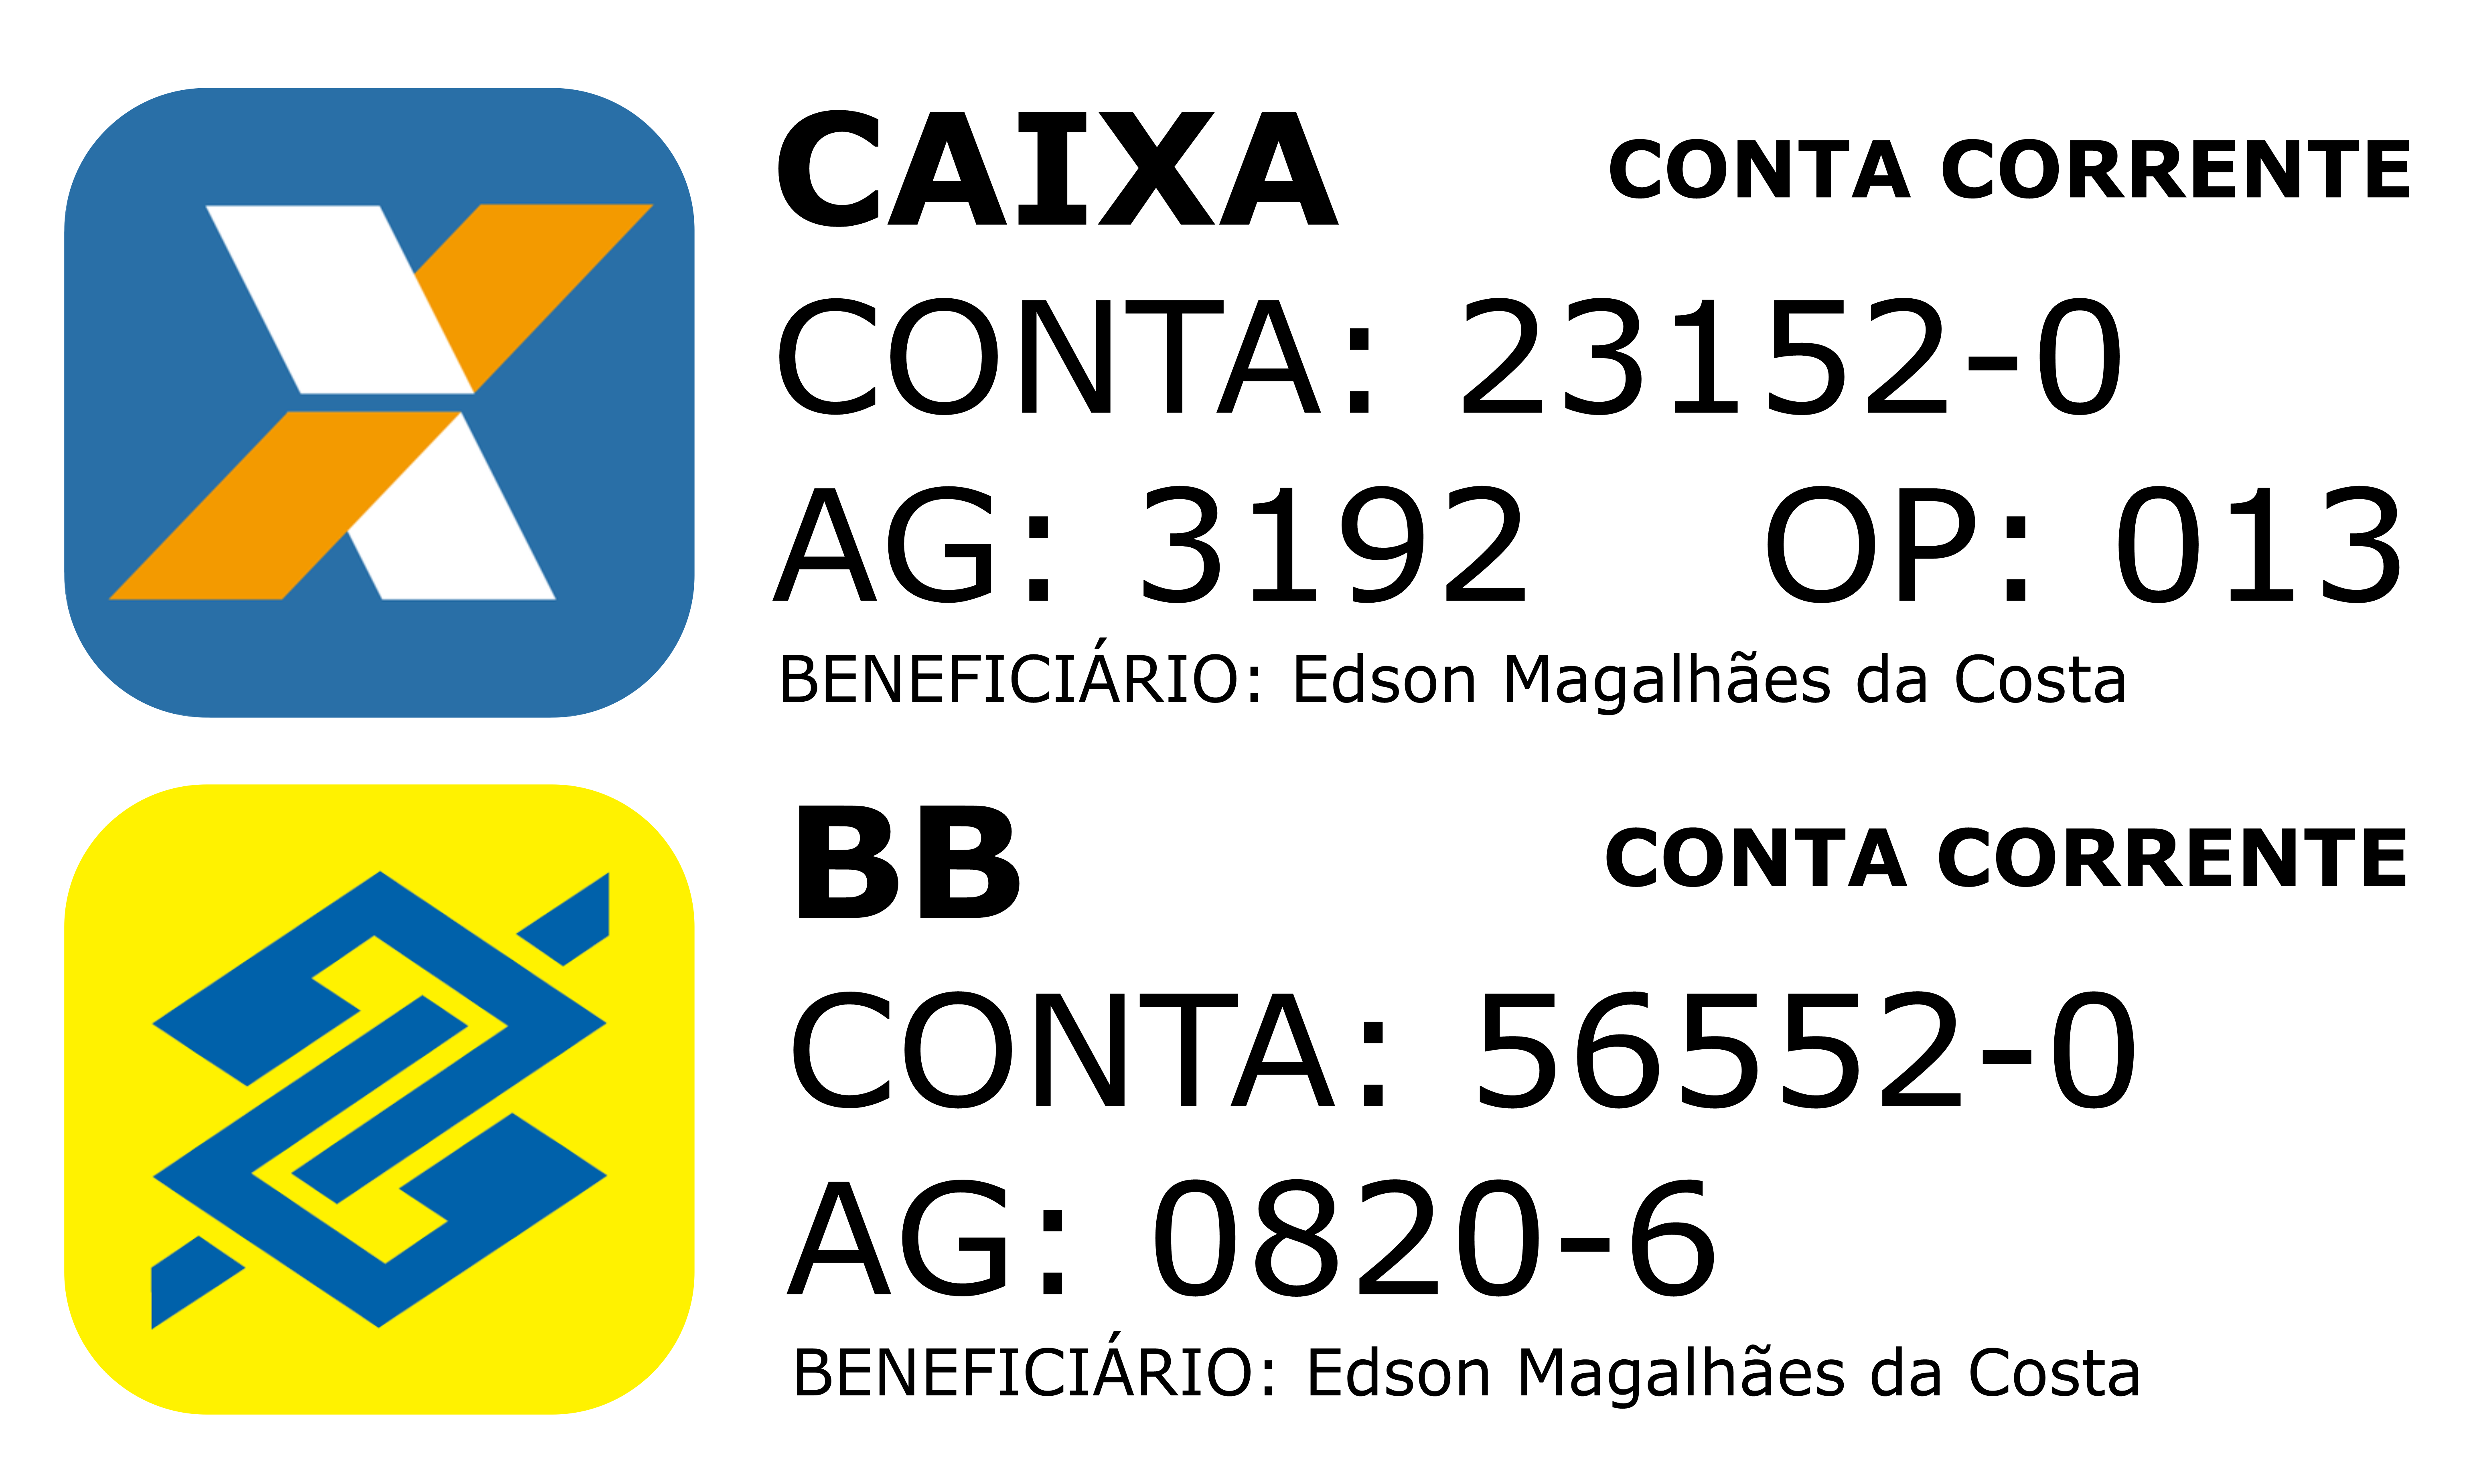 CAIXA CONTA CORRENTE
CONTA: 23152-0
AG: 3192 OP: 013
BENEFICIÁRIO: Edson Magalhães da Costa
BB CONTA CORRENTE
CONTA: 56552-0
AG: 0820-6
BENEFICIÁRIO: Edson Magalhães da Costa